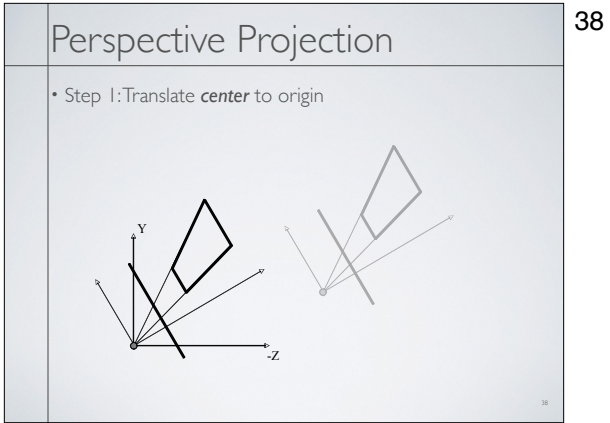 Perspective Projection
38
• Step 1: Translate center to origin
Y
-Z
38